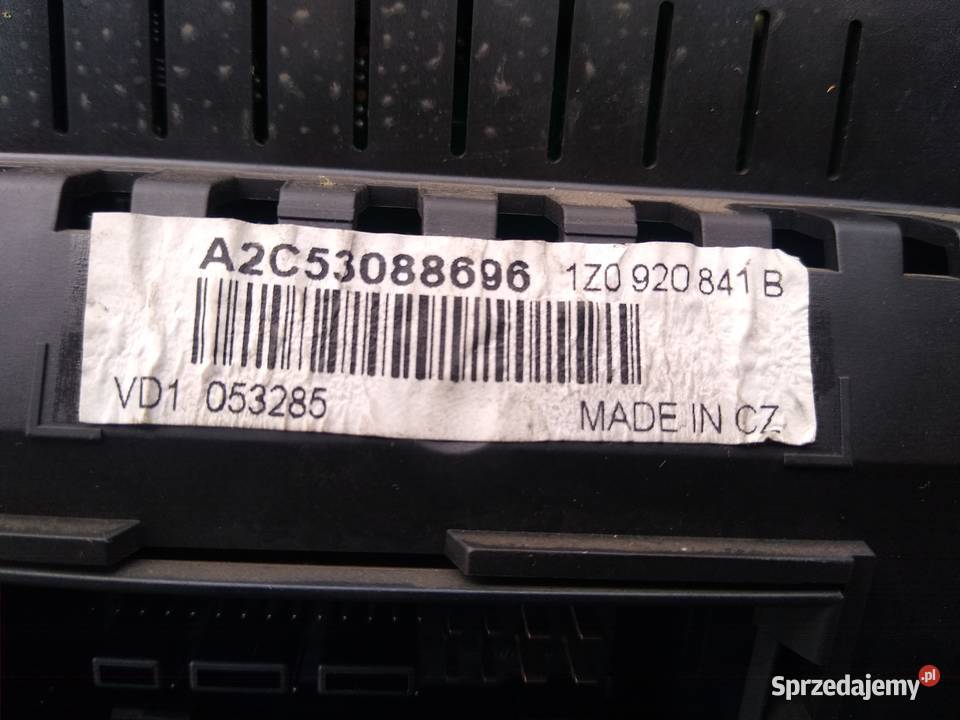 A2C53088696 1Z0 920 841 B
VD1 053285 MADE IN CZ
Sprzedajemy.pl